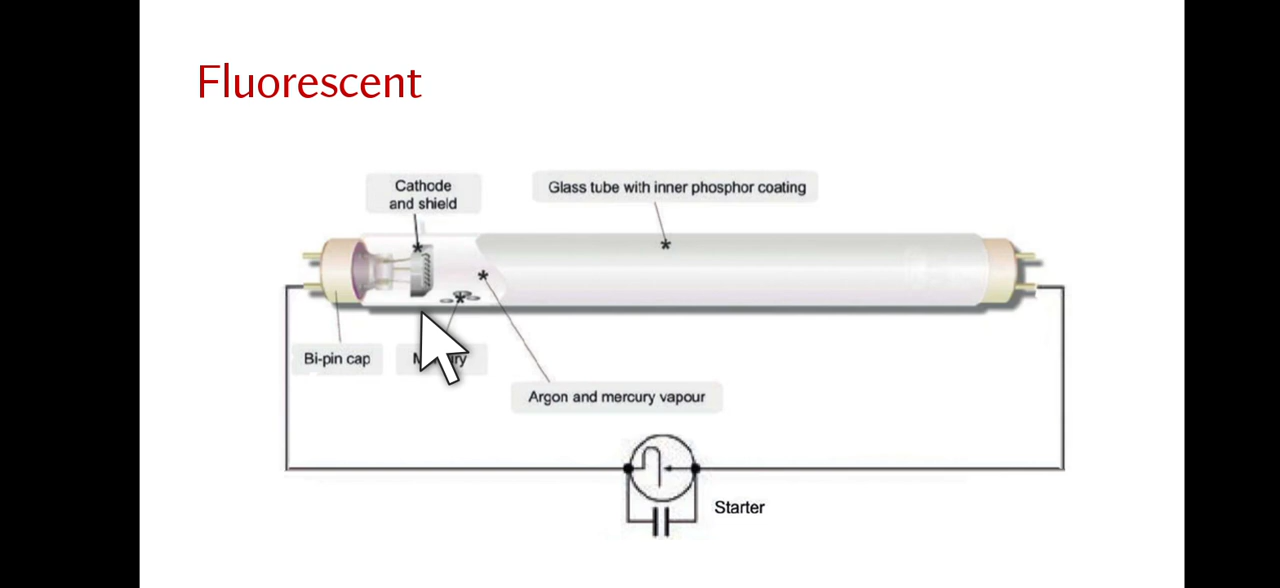 Fluorescent
Cathode
and shield
Glass tube with inner phosphor coating
Bi-pin cap
Argon and mercury vapour
Starter